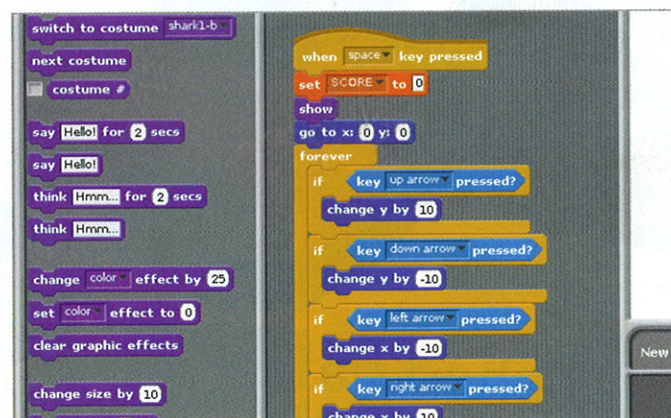 switch to costume shark1-b
next costume
costume #
say Hello! for 2 secs
say Hello!
think Hmm... for 2 secs
think Hmm...
change color effect by 25
set color effect to 0
clear graphic effects
change size by 10
when space key pressed
set SCORE to 0
show
go to x: 0 y: 0
forever
if key up arrow pressed?
change y by 10
if key down arrow pressed?
change y by -10
if key left arrow pressed?
change x by -10
if key right arrow pressed?
change x by 10
New